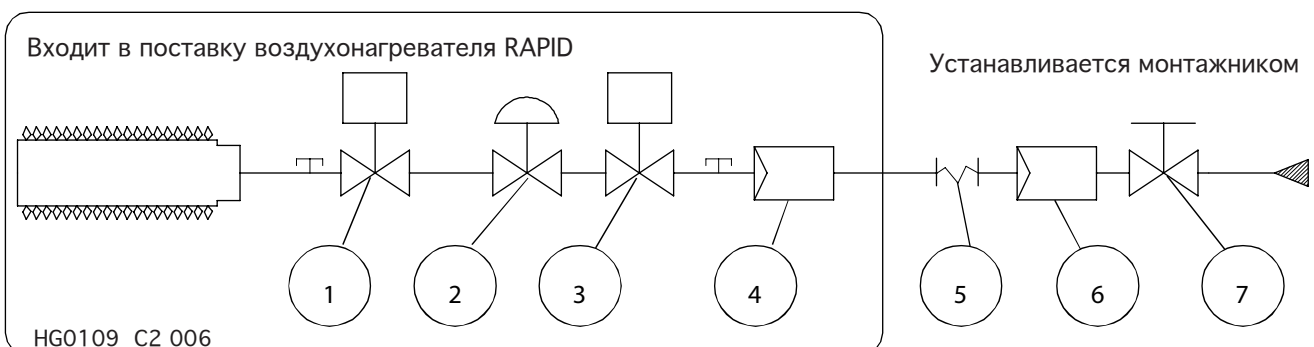 Входит в поставку воздухонагревателя RAPID
Устанавливается монтажником
1 2 3 4 5 6 7
HG0109 C2 006